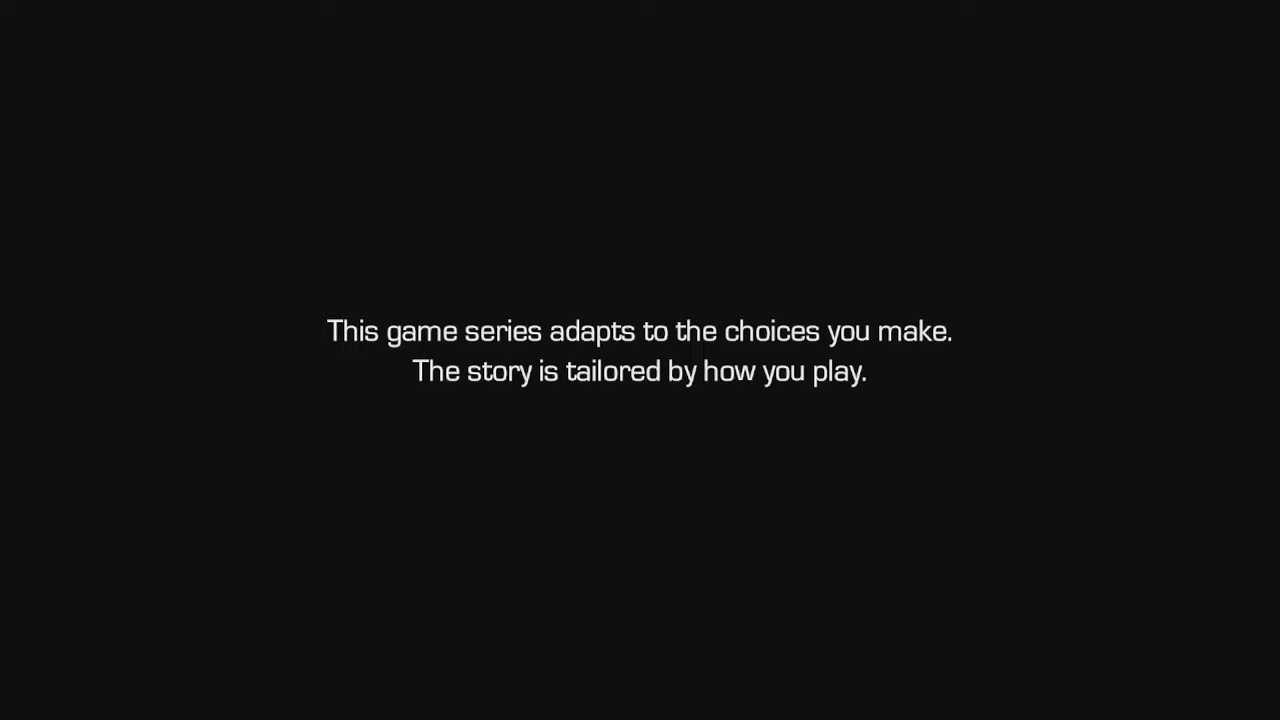 This game series adapts to the choices you make.
The story is tailored by how you play.